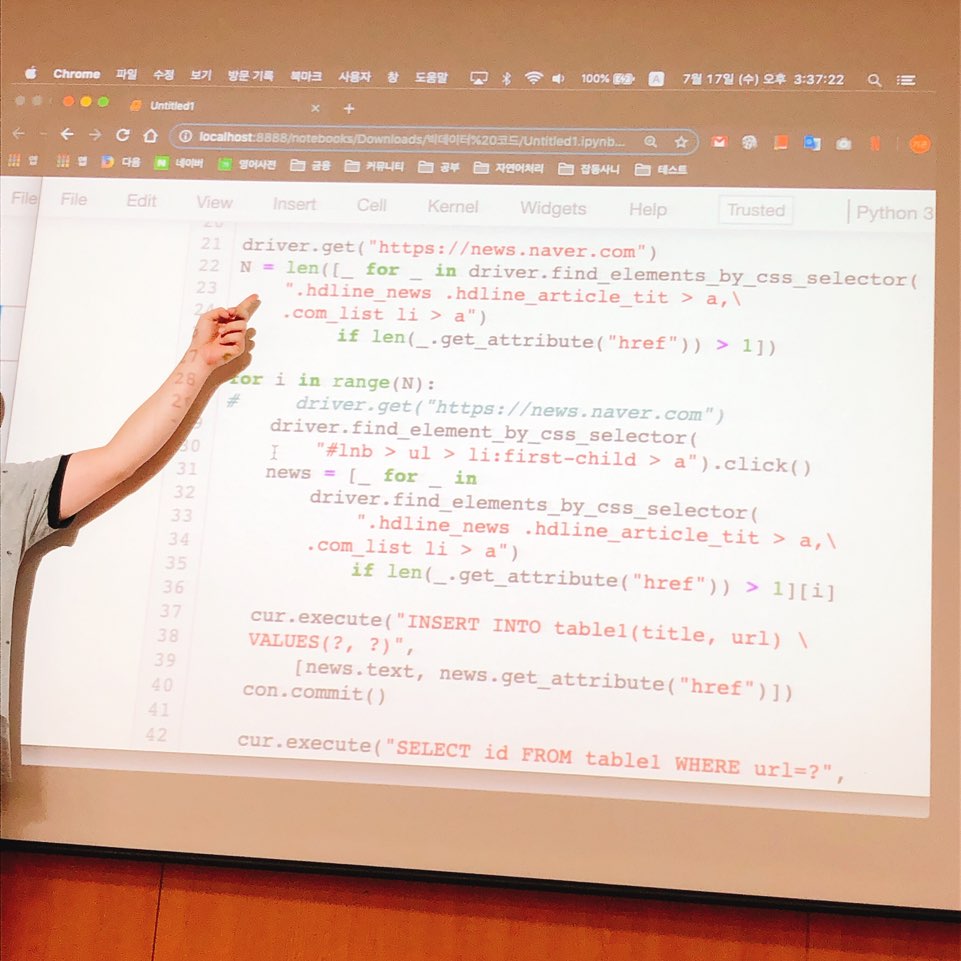 Chrome 파일 수정 보기 방문 기록 북마크 사용자 창 도움말 100% A 7월 17일 (수) 오후 3:37:22
Untitled1
localhost:8888/notebooks/Downloads/빅데이터%20코드/Untitled1.ipynb...
앱 앱 다음 N 네이버 영어사전 금융 커뮤니티 공부 자연어처리 잡동사니 테스트
File File Edit View Insert Cell Kernel Widgets Help Trusted Python 3
20
21 driver.get("https://news.naver.com")
22 N = len([_ for _ in driver.find_elements_by_css_selector(
23 ".hdline_news .hdline_article_tit > a,\
24 .com_list li > a")
if len(_.get_attribute("href")) > 1])
28 for i in range(N):
# driver.get("https://news.naver.com")
driver.find_element_by_css_selector(
30 "#lnb > ul > li:first-child > a").click()
31 news = [_ for _ in
32 driver.find_elements_by_css_selector(
33 ".hdline_news .hdline_article_tit > a,\
34 .com_list li > a")
35 if len(_.get_attribute("href")) > 1][i]
36
37 cur.execute("INSERT INTO table1(title, url) \
38 VALUES(?, ?)",
39 [news.text, news.get_attribute("href")])
40 con.commit()
41
42 cur.execute("SELECT id FROM table1 WHERE url=?",